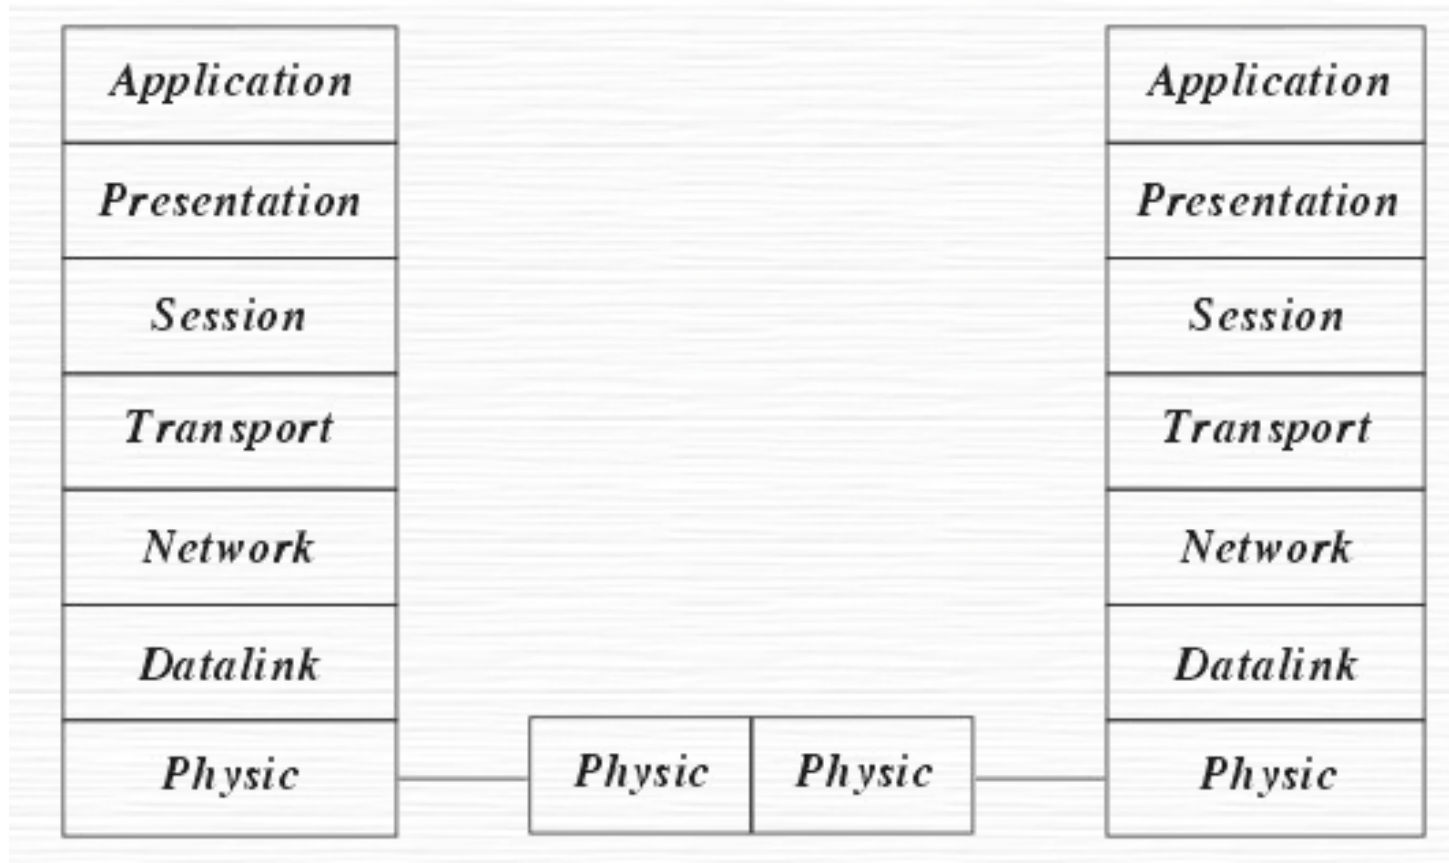 Application
Presentation
Session
Transport
Network
Datalink
Physic
Physic
Physic
Application
Presentation
Session
Transport
Network
Datalink
Physic